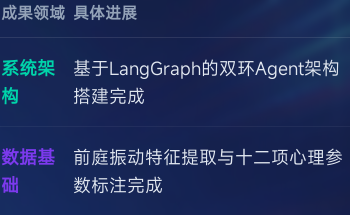 成果领域 具体进展
系统架构 基于LangGraph的双环Agent架构搭建完成
数据基础 前庭振动特征提取与十二项心理参数标注完成